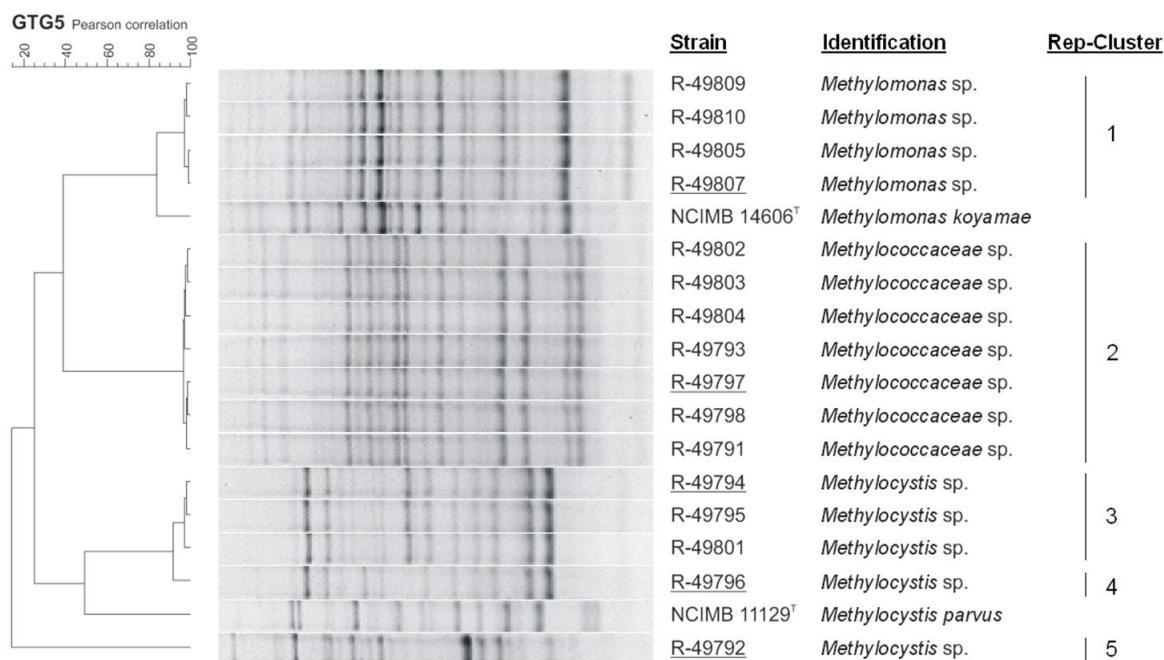 GTG5 Pearson correlation
20 40 60 80 100
Strain Identification Rep-Cluster
R-49809 Methylomonas sp.
R-49810 Methylomonas sp.
1
R-49805 Methylomonas sp.
R-49807 Methylomonas sp.
NCIMB 14606ᵀ Methylomonas koyamae
R-49802 Methylococcaceae sp.
R-49803 Methylococcaceae sp.
R-49804 Methylococcaceae sp.
R-49793 Methylococcaceae sp. 2
R-49797 Methylococcaceae sp.
R-49798 Methylococcaceae sp.
R-49791 Methylococcaceae sp.
R-49794 Methylocystis sp.
R-49795 Methylocystis sp. 3
R-49801 Methylocystis sp.
R-49796 Methylocystis sp. 4
NCIMB 11129ᵀ Methylocystis parvus
R-49792 Methylocystis sp. 5